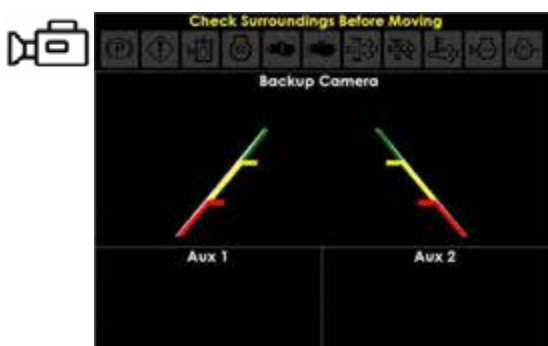 Check Surroundings Before Moving
(P)
Backup Camera
Aux 1
Aux 2